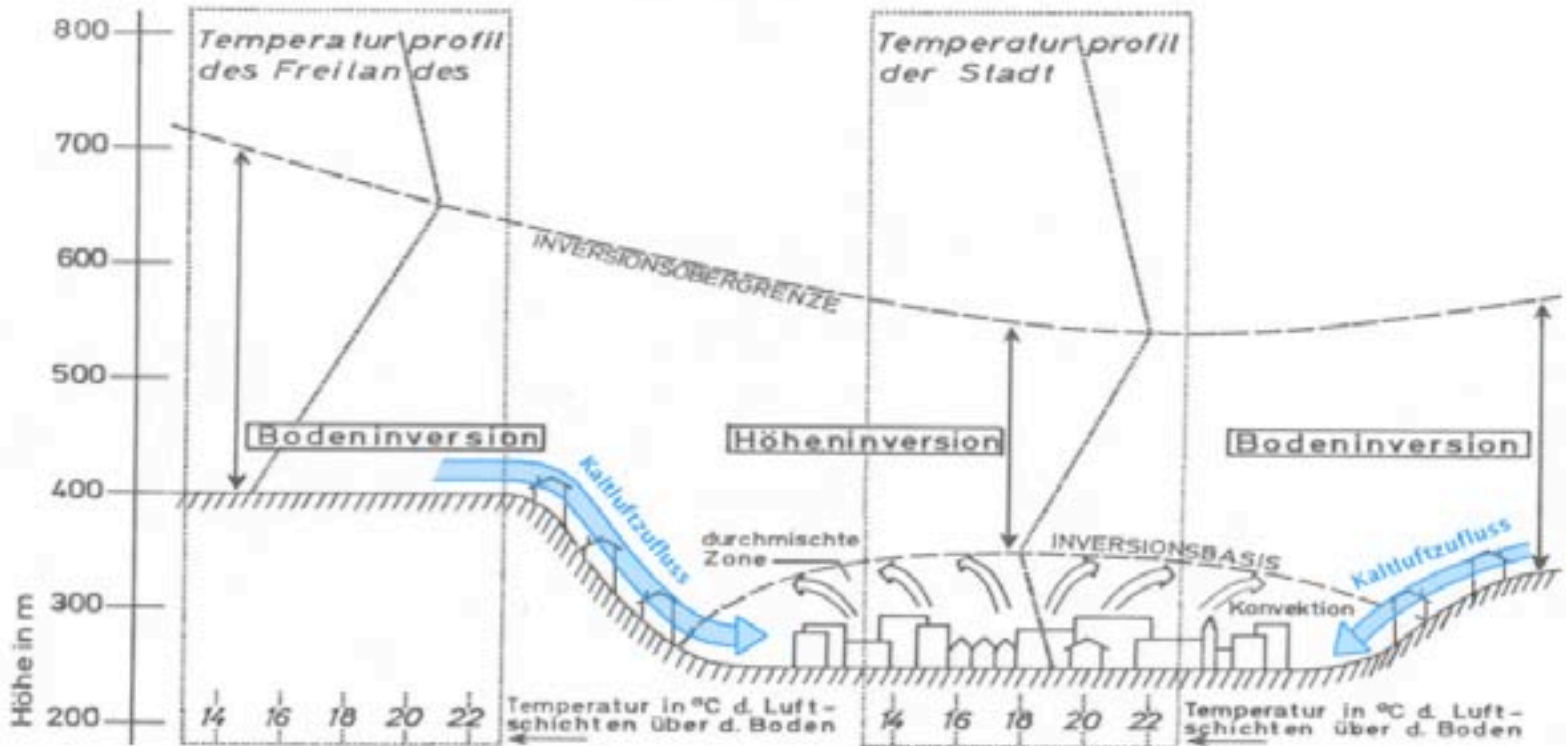 800
700
600
500
400
300
200
Höhe in m
Temperaturprofil
des Freilandes
Temperaturprofil
der Stadt
INVERSIONSOBERGRENZE
Bodeninversion
Höheninversion
Bodeninversion
Kaltluftzufluss
durchmischte
Zone
INVERSIONSBASIS
Kaltluftzufluss
Konvektion
14 16 18 20 22
Temperatur in °C d. Luft-
schichten über d. Boden
14 16 18 20 22
Temperatur in °C d. Luft-
schichten über d. Boden